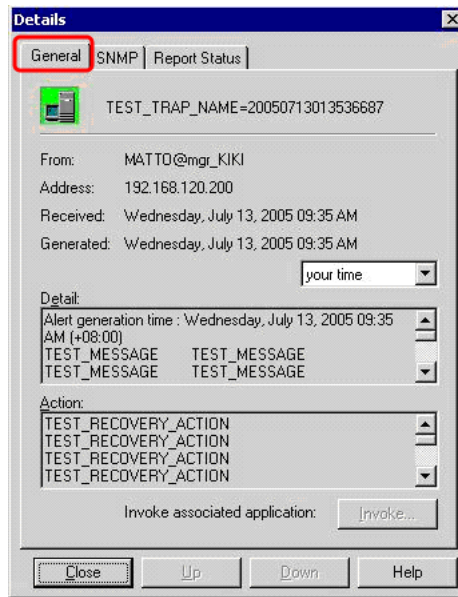 Details
General SNMP Report Status
TEST_TRAP_NAME=20050713013536687
From: MATTO@mgr_KIKI
Address: 192.168.120.200
Received: Wednesday, July 13, 2005 09:35 AM
Generated: Wednesday, July 13, 2005 09:35 AM
your time
Detail:
Alert generation time : Wednesday, July 13, 2005 09:35
AM (+08:00)
TEST_MESSAGE TEST_MESSAGE
TEST_MESSAGE TEST_MESSAGE
Action:
TEST_RECOVERY_ACTION
TEST_RECOVERY_ACTION
TEST_RECOVERY_ACTION
TEST_RECOVERY_ACTION
Invoke associated application: Invoke...
Close Up Down Help